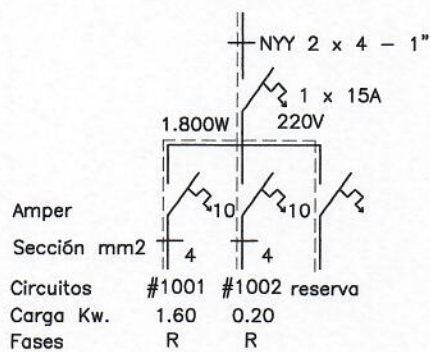 NYY 2 x 4 – 1"
1 x 15A
1.800W 220V
Amper 10 10
Sección mm2 4 4
Circuitos #1001 #1002 reserva
Carga Kw. 1.60 0.20
Fases R R